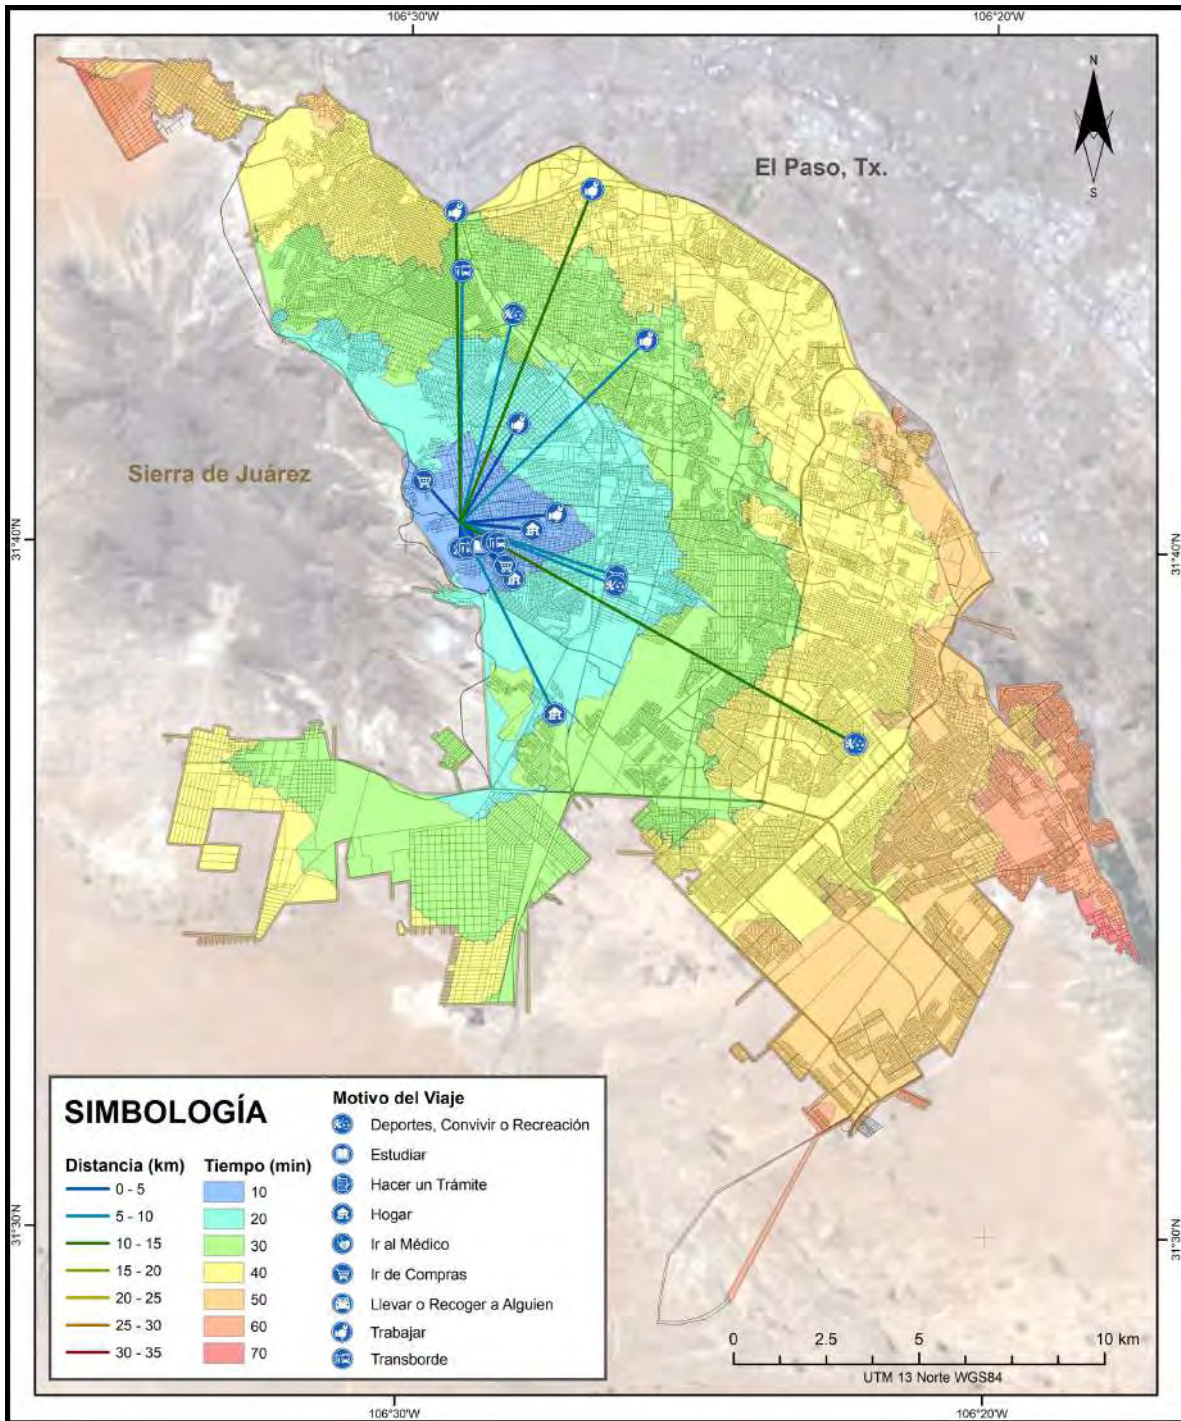 106°30'W 106°20'W
N
S
El Paso, Tx.
Sierra de Juárez
31°40'N 31°40'N
SIMBOLOGÍA
Distancia (km)
0 - 5
5 - 10
10 - 15
15 - 20
20 - 25
25 - 30
30 - 35
Tiempo (min)
10
20
30
40
50
60
70
Motivo del Viaje
Deportes, Convivir o Recreación
Estudiar
Hacer un Trámite
Hogar
Ir al Médico
Ir de Compras
Llevar o Recoger a Alguien
Trabajar
Transborde
31°30'N 31°30'N
0 2.5 5 10 km
UTM 13 Norte WGS84
106°30'W 106°20'W